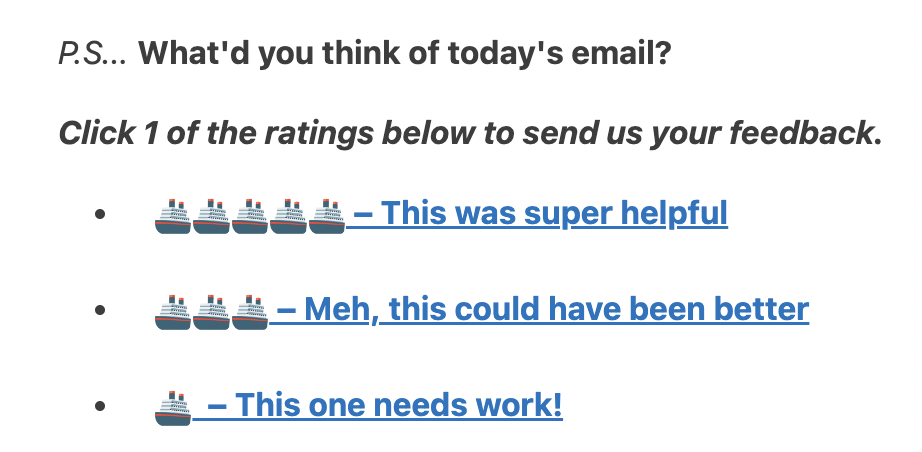 P.S... What'd you think of today's email?
Click 1 of the ratings below to send us your feedback.
• 🛳️🛳️🛳️🛳️🛳️ – This was super helpful
• 🛳️🛳️🛳️ – Meh, this could have been better
• 🛳️ – This one needs work!